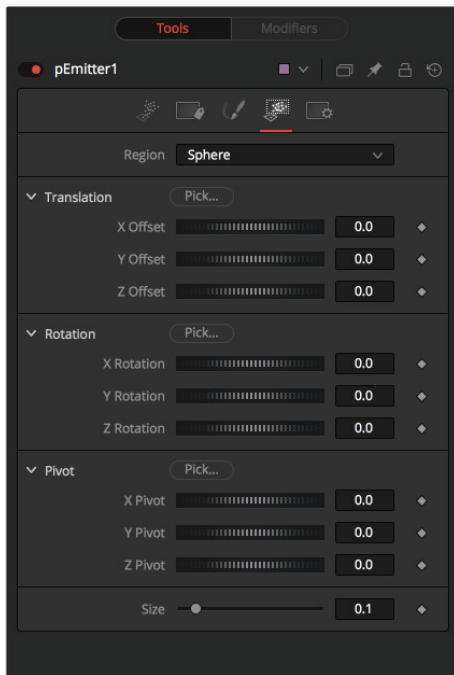 Tools Modifiers
pEmitter1
Region Sphere
Translation Pick...
X Offset 0.0
Y Offset 0.0
Z Offset 0.0
Rotation Pick...
X Rotation 0.0
Y Rotation 0.0
Z Rotation 0.0
Pivot Pick...
X Pivot 0.0
Y Pivot 0.0
Z Pivot 0.0
Size 0.1